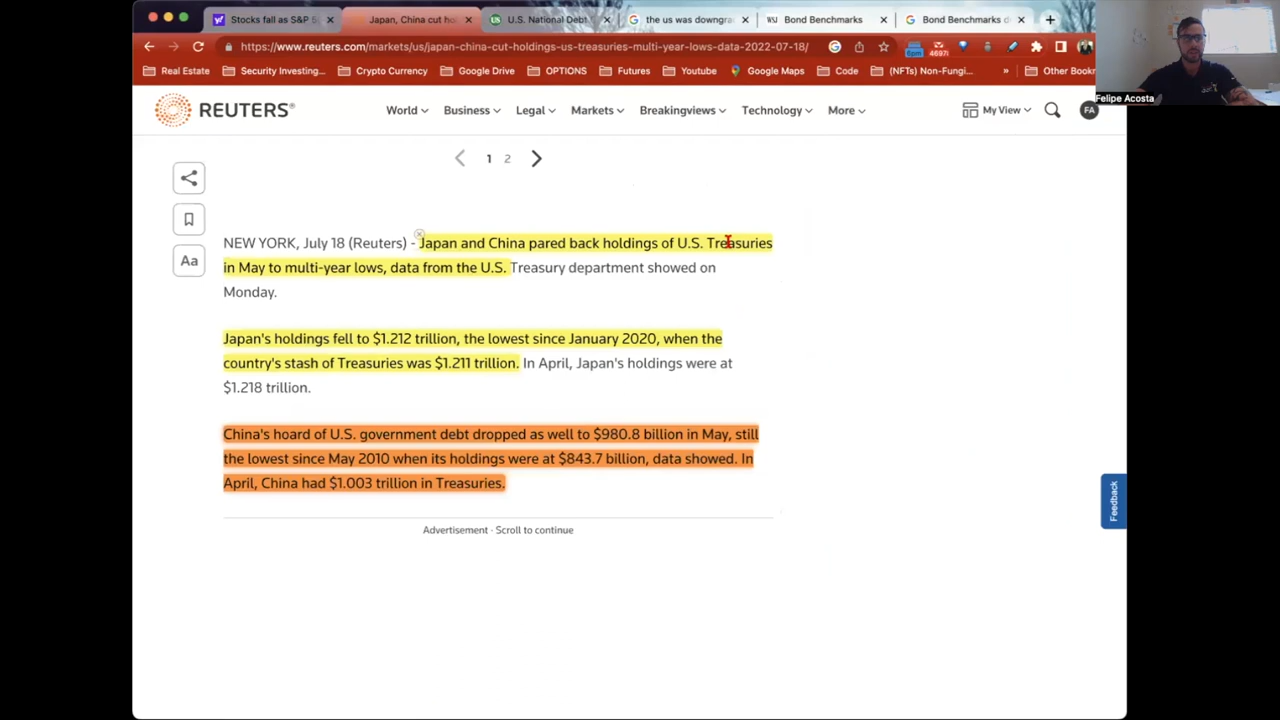 Stocks fall as S&P
Japan, China cut ho
U.S. National Debt
the us was downgra
WSJ Bond Benchmarks
Bond Benchmarks d
https://www.reuters.com/markets/us/japan-china-cut-holdings-us-treasuries-multi-year-lows-data-2022-07-18/
Real Estate
Security Investing...
Crypto Currency
Google Drive
OPTIONS
Futures
Youtube
Google Maps
Code
(NFTs) Non-Fungi...
»
Other Bookm
Felipe Acosta
REUTERS®
World
Business
Legal
Markets
Breakingviews
Technology
More
My View
FA
1 2
Aa
NEW YORK, July 18 (Reuters) - Japan and China pared back holdings of U.S. Treasuries
in May to multi-year lows, data from the U.S. Treasury department showed on
Monday.
Japan's holdings fell to $1.212 trillion, the lowest since January 2020, when the
country's stash of Treasuries was $1.211 trillion. In April, Japan's holdings were at
$1.218 trillion.
China's hoard of U.S. government debt dropped as well to $980.8 billion in May, still
the lowest since May 2010 when its holdings were at $843.7 billion, data showed. In
April, China had $1.003 trillion in Treasuries.
Feedback
Advertisement · Scroll to continue